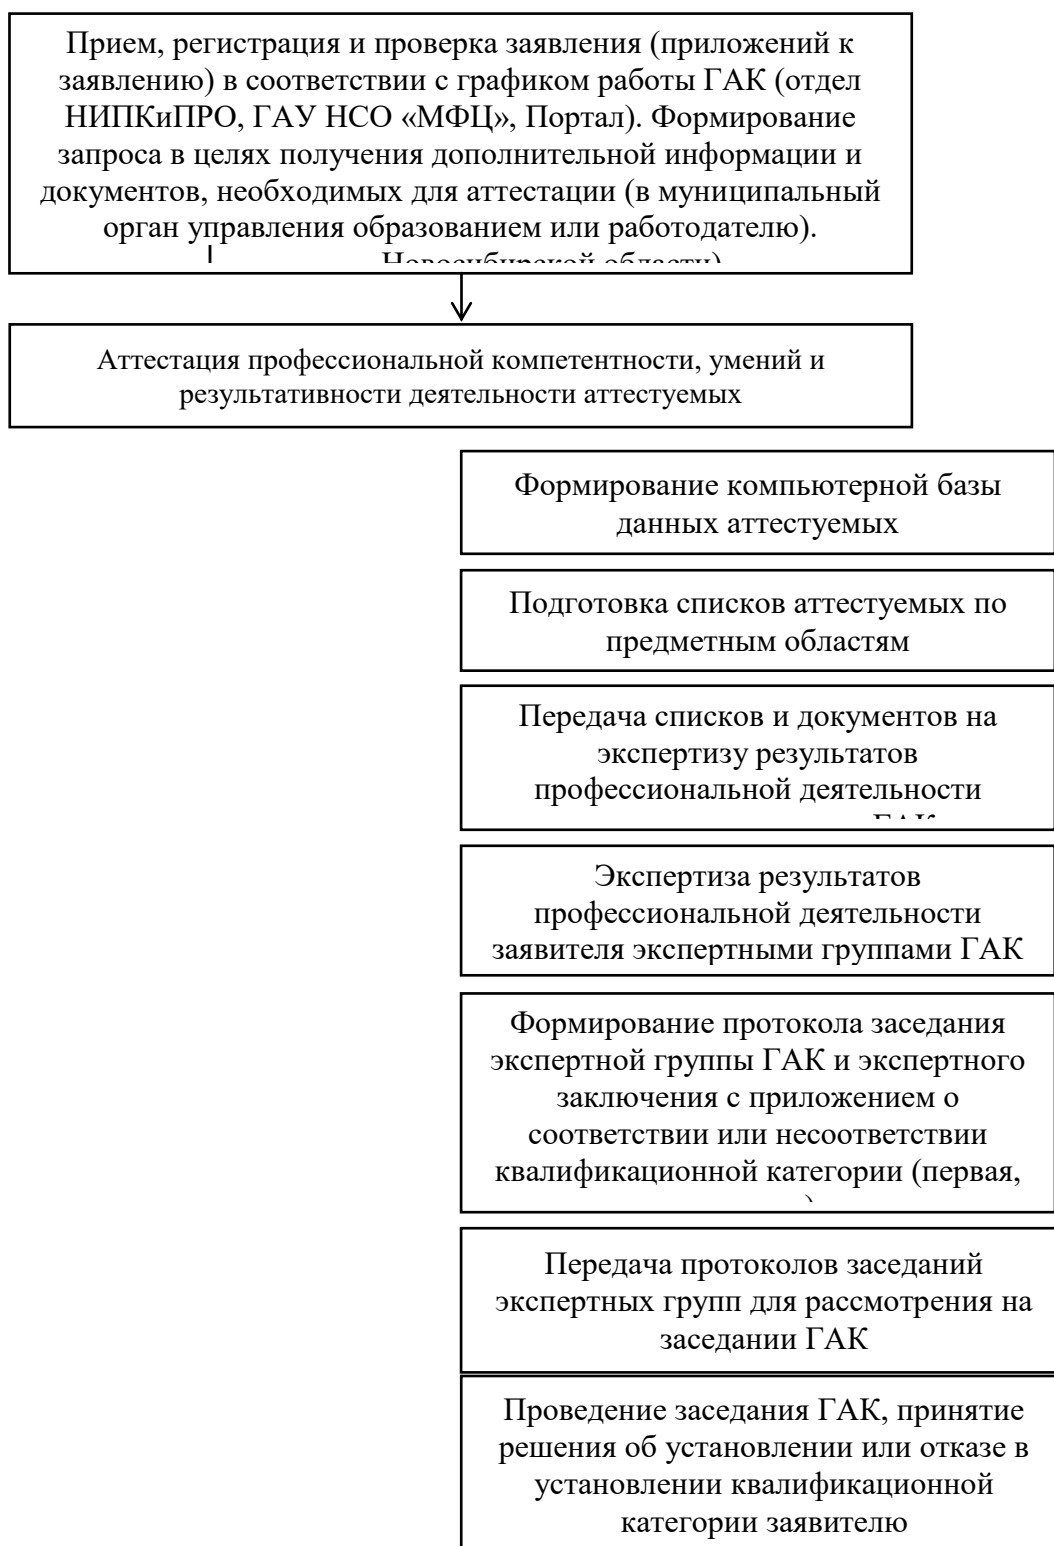 Прием, регистрация и проверка заявления (приложений к
заявлению) в соответствии с графиком работы ГАК (отдел
НИПКиПРО, ГАУ НСО «МФЦ», Портал). Формирование
запроса в целях получения дополнительной информации и
документов, необходимых для аттестации (в муниципальный
орган управления образованием или работодателю).
Новосибирской области)
Аттестация профессиональной компетентности, умений и
результативности деятельности аттестуемых
Формирование компьютерной базы
данных аттестуемых
Подготовка списков аттестуемых по
предметным областям
Передача списков и документов на
экспертизу результатов
профессиональной деятельности
ГАК
Экспертиза результатов
профессиональной деятельности
заявителя экспертными группами ГАК
Формирование протокола заседания
экспертной группы ГАК и экспертного
заключения с приложением о
соответствии или несоответствии
квалификационной категории (первая,
Передача протоколов заседаний
экспертных групп для рассмотрения на
заседании ГАК
Проведение заседания ГАК, принятие
решения об установлении или отказе в
установлении квалификационной
категории заявителю